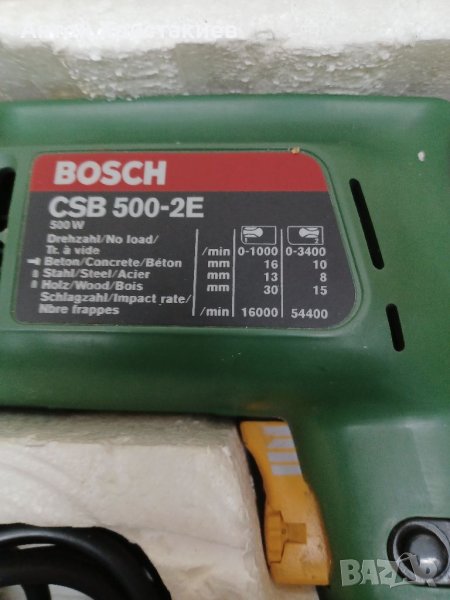 BOSCH
CSB 500-2E
500 W
Drehzahl/No load/
Tr. à vide /min 0-1000 0-3400
Beton/Concrete/Béton mm 16 10
Stahl/Steel/Acier mm 13 8
Holz/Wood/Bois mm 30 15
Schlagzahl/Impact rate/
Nbre frappes /min 16000 54400
bazar